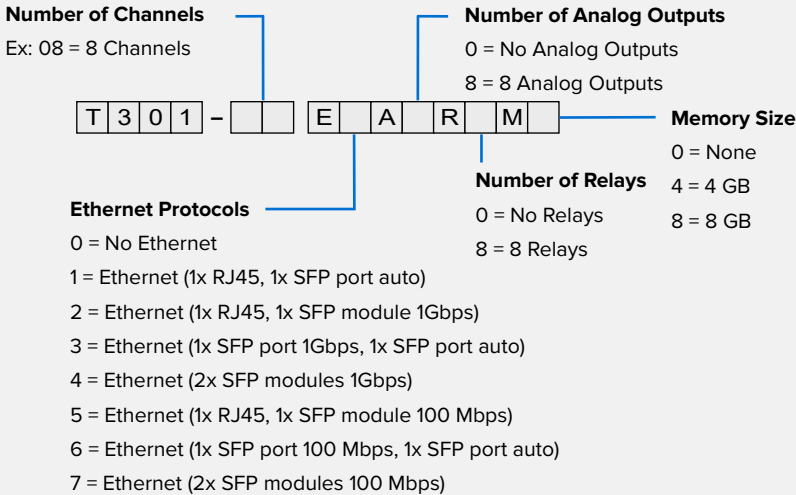 Number of Channels
Ex: 08 = 8 Channels
Number of Analog Outputs
0 = No Analog Outputs
8 = 8 Analog Outputs
T301- E A R M
Memory Size
0 = None
4 = 4 GB
8 = 8 GB
Number of Relays
0 = No Relays
8 = 8 Relays
Ethernet Protocols
0 = No Ethernet
1 = Ethernet (1x RJ45, 1x SFP port auto)
2 = Ethernet (1x RJ45, 1x SFP module 1Gbps)
3 = Ethernet (1x SFP port 1Gbps, 1x SFP port auto)
4 = Ethernet (2x SFP modules 1Gbps)
5 = Ethernet (1x RJ45, 1x SFP module 100 Mbps)
6 = Ethernet (1x SFP port 100 Mbps, 1x SFP port auto)
7 = Ethernet (2x SFP modules 100 Mbps)